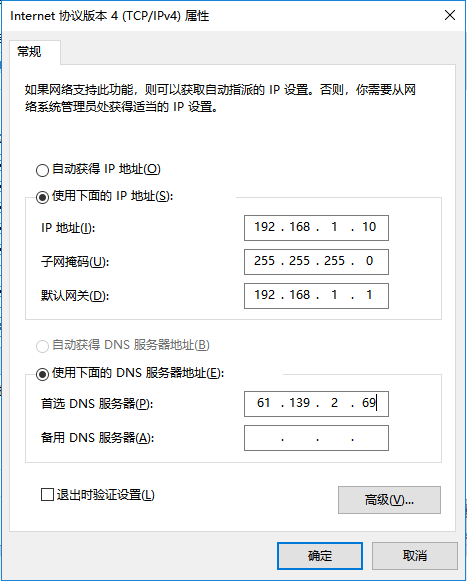 Internet 协议版本 4 (TCP/IPv4) 属性
常规
如果网络支持此功能，则可以获取自动指派的 IP 设置。否则，你需要从网
络系统管理员处获得适当的 IP 设置。
自动获得 IP 地址(O)
使用下面的 IP 地址(S):
IP 地址(I): 192 . 168 . 1 . 10
子网掩码(U): 255 . 255 . 255 . 0
默认网关(D): 192 . 168 . 1 . 1
自动获得 DNS 服务器地址(B)
使用下面的 DNS 服务器地址(E):
首选 DNS 服务器(P): 61 . 139 . 2 . 69
备用 DNS 服务器(A): . . .
退出时验证设置(L)
高级(V)...
确定 取消